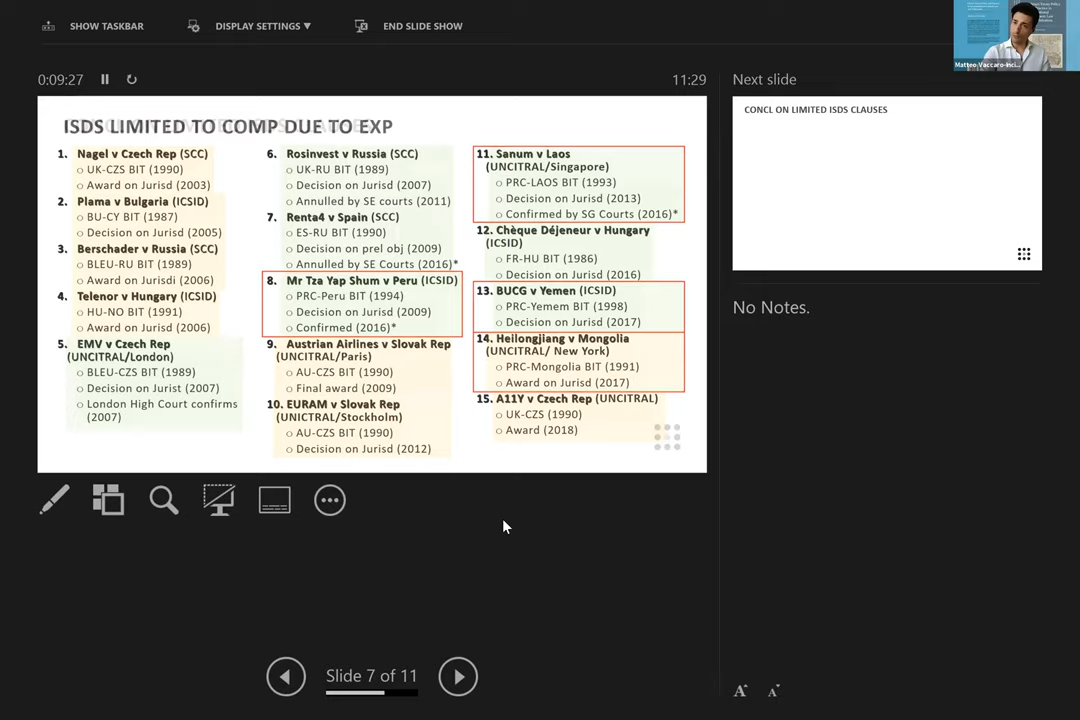 SHOW TASKBAR
DISPLAY SETTINGS ▼
END SLIDE SHOW
Matteo Vaccaro-Inci...
0:09:27
11:29
Next slide
ISDS LIMITED TO COMP DUE TO EXP
1. Nagel v Czech Rep (SCC)
o UK-CZS BIT (1990)
o Award on Jurisd (2003)
2. Plama v Bulgaria (ICSID)
o BU-CY BIT (1987)
o Decision on Jurisd (2005)
3. Berschader v Russia (SCC)
o BLEU-RU BIT (1989)
o Award on Jurisdi (2006)
4. Telenor v Hungary (ICSID)
o HU-NO BIT (1991)
o Award on Jurisd (2006)
5. EMV v Czech Rep
(UNCITRAL/London)
o BLEU-CZS BIT (1989)
o Decision on Jurist (2007)
o London High Court confirms
(2007)
6. Rosinvest v Russia (SCC)
o UK-RU BIT (1989)
o Decision on Jurisd (2007)
o Annulled by SE courts (2011)
7. Renta4 v Spain (SCC)
o ES-RU BIT (1990)
o Decision on prel obj (2009)
o Annulled by SE Courts (2016)*
8. Mr Tza Yap Shum v Peru (ICSID)
o PRC-Peru BIT (1994)
o Decision on Jurisd (2009)
o Confirmed (2016)*
9. Austrian Airlines v Slovak Rep
(UNCITRAL/Paris)
o AU-CZS BIT (1990)
o Final award (2009)
10. EURAM v Slovak Rep
(UNICTRAL/Stockholm)
o AU-CZS BIT (1990)
o Decision on Jurisd (2012)
11. Sanum v Laos
(UNCITRAL/Singapore)
o PRC-LAOS BIT (1993)
o Decision on Jurisd (2013)
o Confirmed by SG Courts (2016)*
12. Chèque Déjeuner v Hungary
(ICSID)
o FR-HU BIT (1986)
o Decision on Jurisd (2016)
13. BUCG v Yemen (ICSID)
o PRC-Yemem BIT (1998)
o Decision on Jurisd (2017)
14. Heilongjiang v Mongolia
(UNCITRAL/ New York)
o PRC-Mongolia BIT (1991)
o Award on Jurisd (2017)
15. A11Y v Czech Rep (UNCITRAL)
o UK-CZS (1990)
o Award (2018)
CONCL ON LIMITED ISDS CLAUSES
No Notes.
Slide 7 of 11
A A